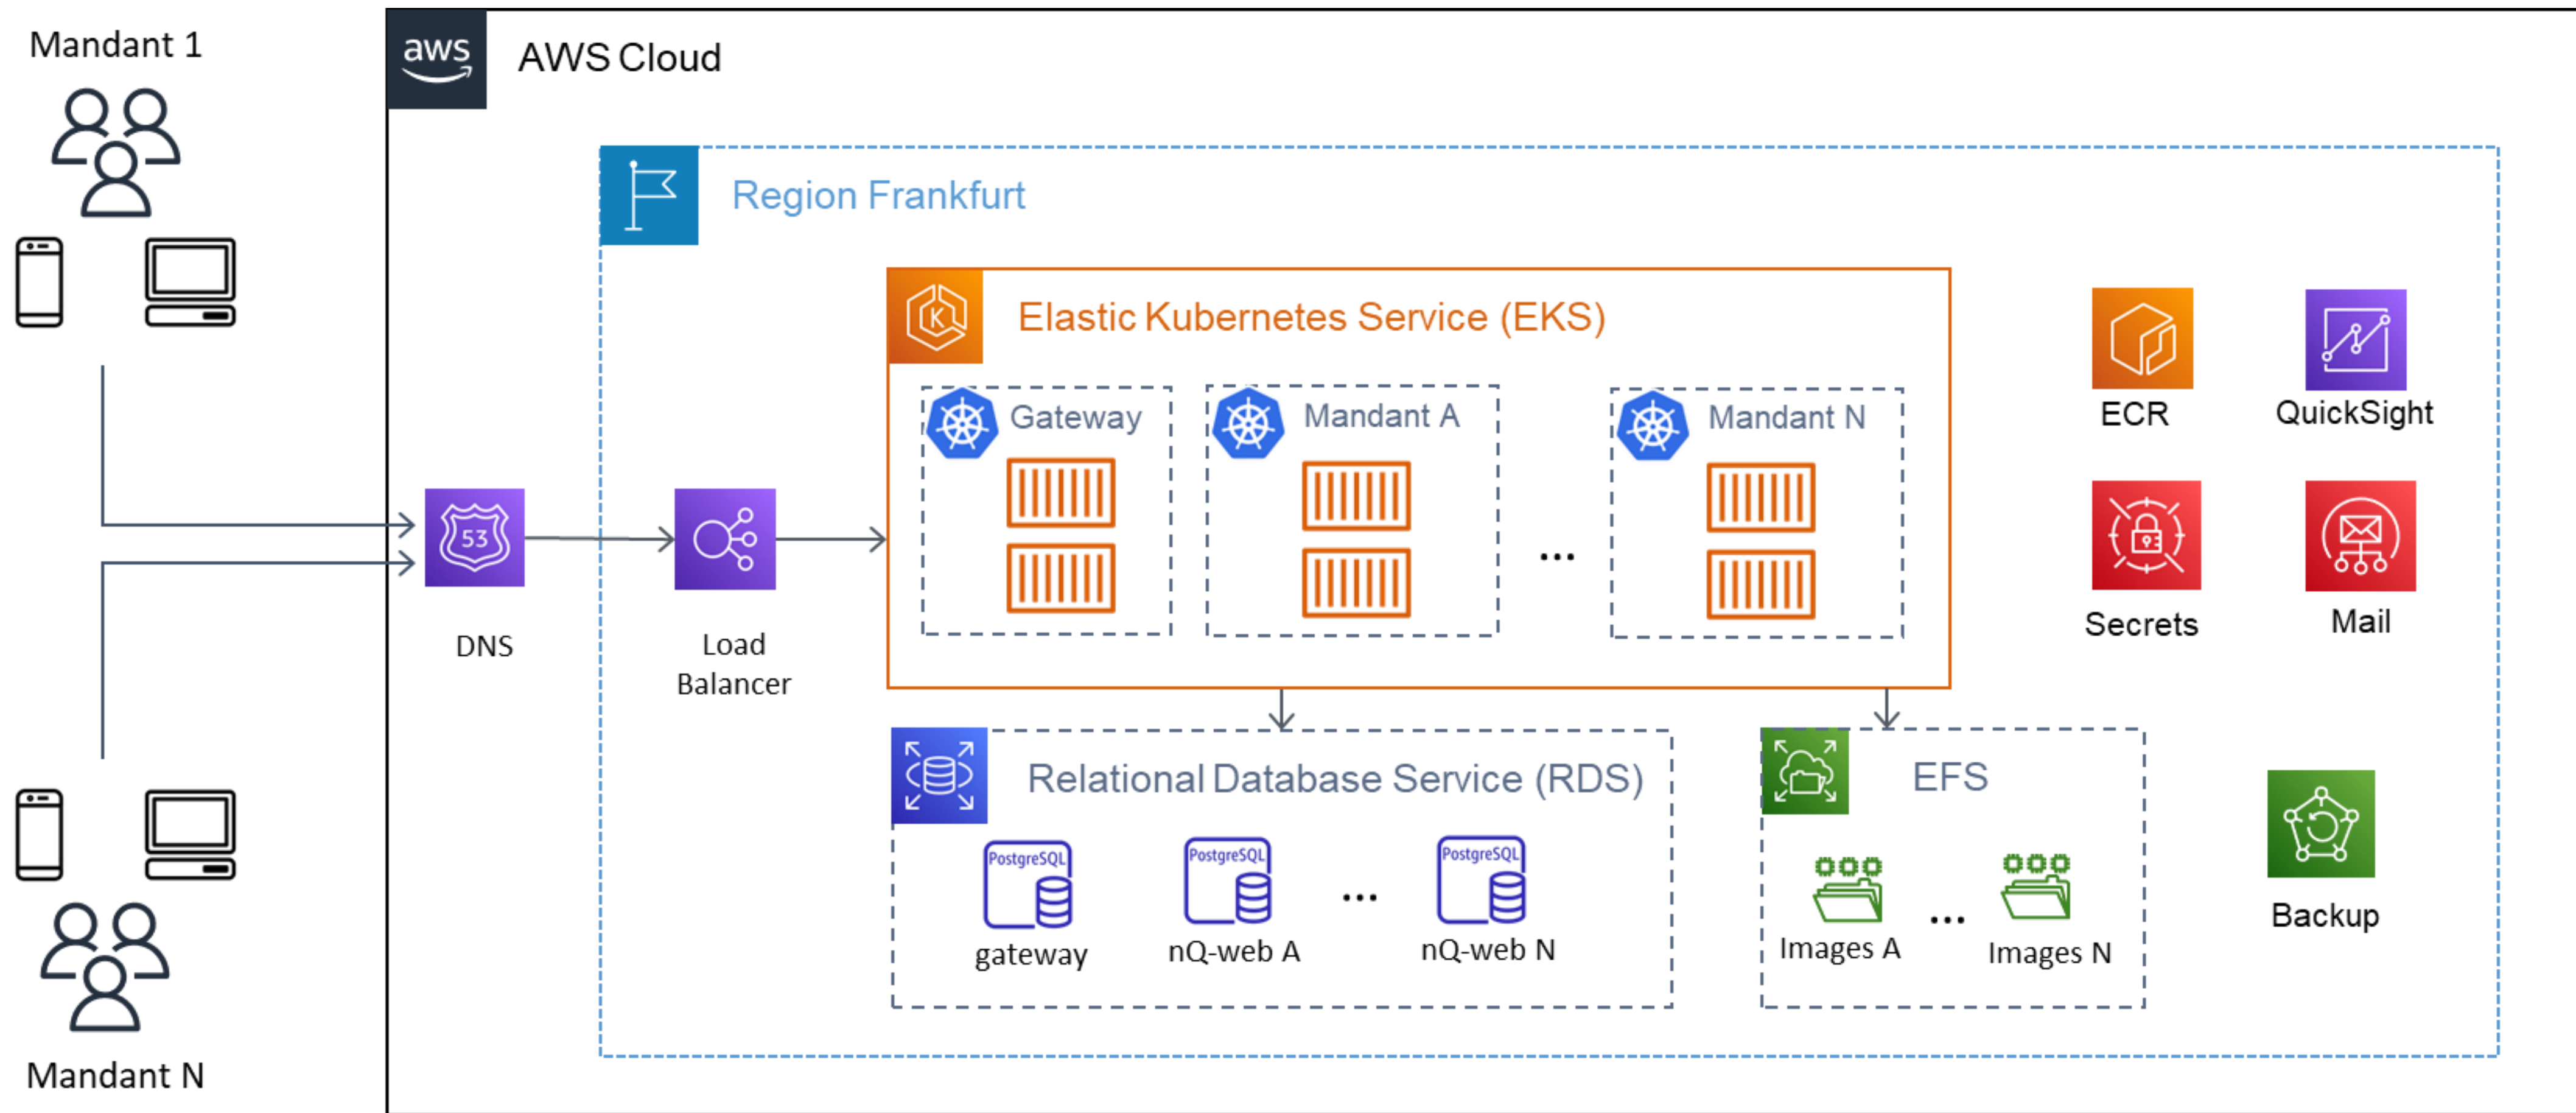 Mandant 1
aws
AWS Cloud
Region Frankfurt
Elastic Kubernetes Service (EKS)
Gateway
Mandant A
Mandant N
...
ECR
QuickSight
Secrets
Mail
53
DNS
Load
Balancer
Relational Database Service (RDS)
PostgreSQL
gateway
PostgreSQL
nQ-web A
...
PostgreSQL
nQ-web N
EFS
Images A
...
Images N
Backup
Mandant N